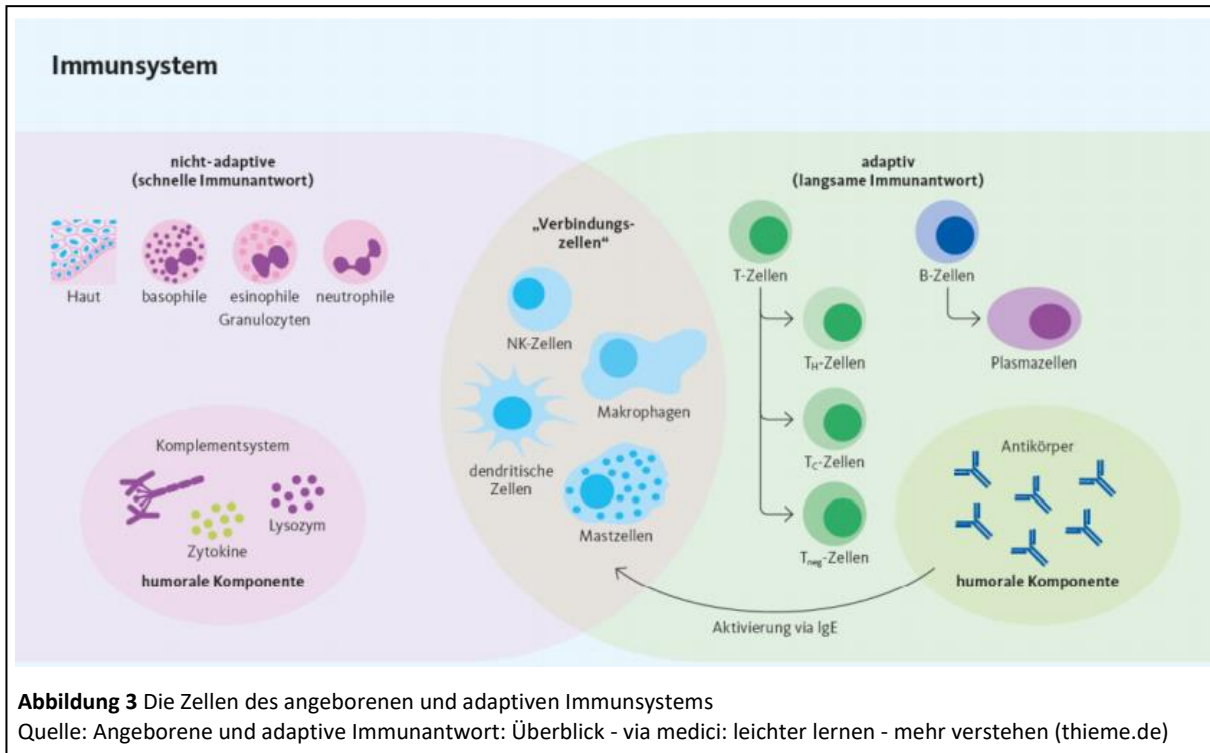 Immunsystem
nicht-adaptive
(schnelle Immunantwort)
Haut
basophile
esinophile
neutrophile
Granulozyten
Komplementsystem
Lysozym
Zytokine
humorale Komponente
„Verbindungs-
zellen“
NK-Zellen
Makrophagen
dendritische
Zellen
Mastzellen
adaptiv
(langsame Immunantwort)
T-Zellen
B-Zellen
TH-Zellen
Plasmazellen
TC-Zellen
Tneg-Zellen
Antikörper
humorale Komponente
Aktivierung via IgE
Abbildung 3 Die Zellen des angeborenen und adaptiven Immunsystems
Quelle: Angeborene und adaptive Immunantwort: Überblick - via medici: leichter lernen - mehr verstehen (thieme.de)